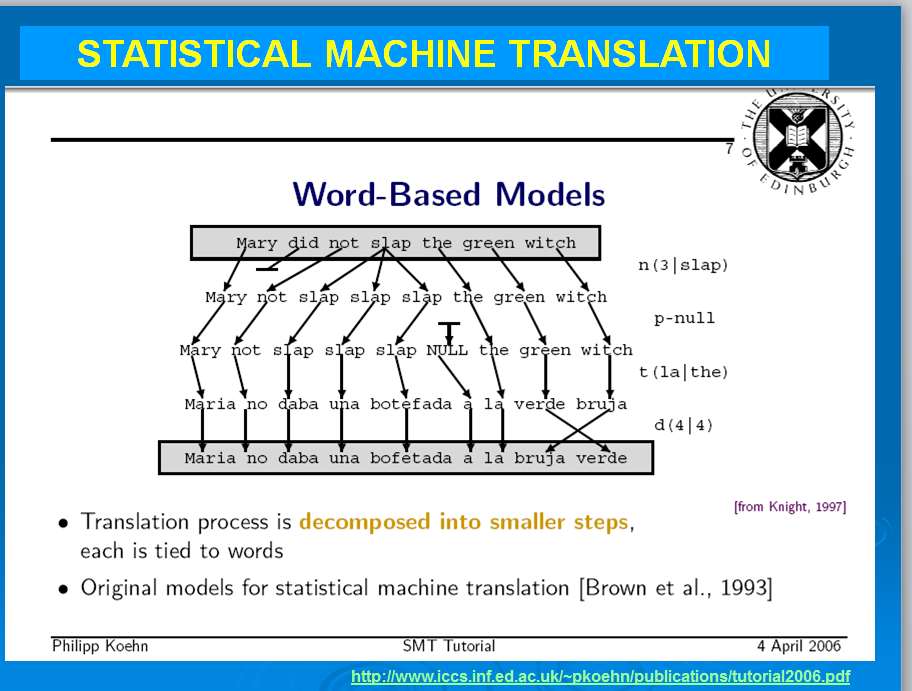 STATISTICAL MACHINE TRANSLATION
THE UNIVERSITY OF EDINBURGH
7
Word-Based Models
Mary did not slap the green witch
n(3|slap)
Mary not slap slap slap the green witch
p-null
Mary not slap slap slap NULL the green witch
t(la|the)
Maria no daba una botefada a la verde bruja
d(4|4)
Maria no daba una bofetada a la bruja verde
[from Knight, 1997]
• Translation process is decomposed into smaller steps,
each is tied to words
• Original models for statistical machine translation [Brown et al., 1993]
Philipp Koehn SMT Tutorial 4 April 2006
http://www.iccs.inf.ed.ac.uk/~pkoehn/publications/tutorial2006.pdf